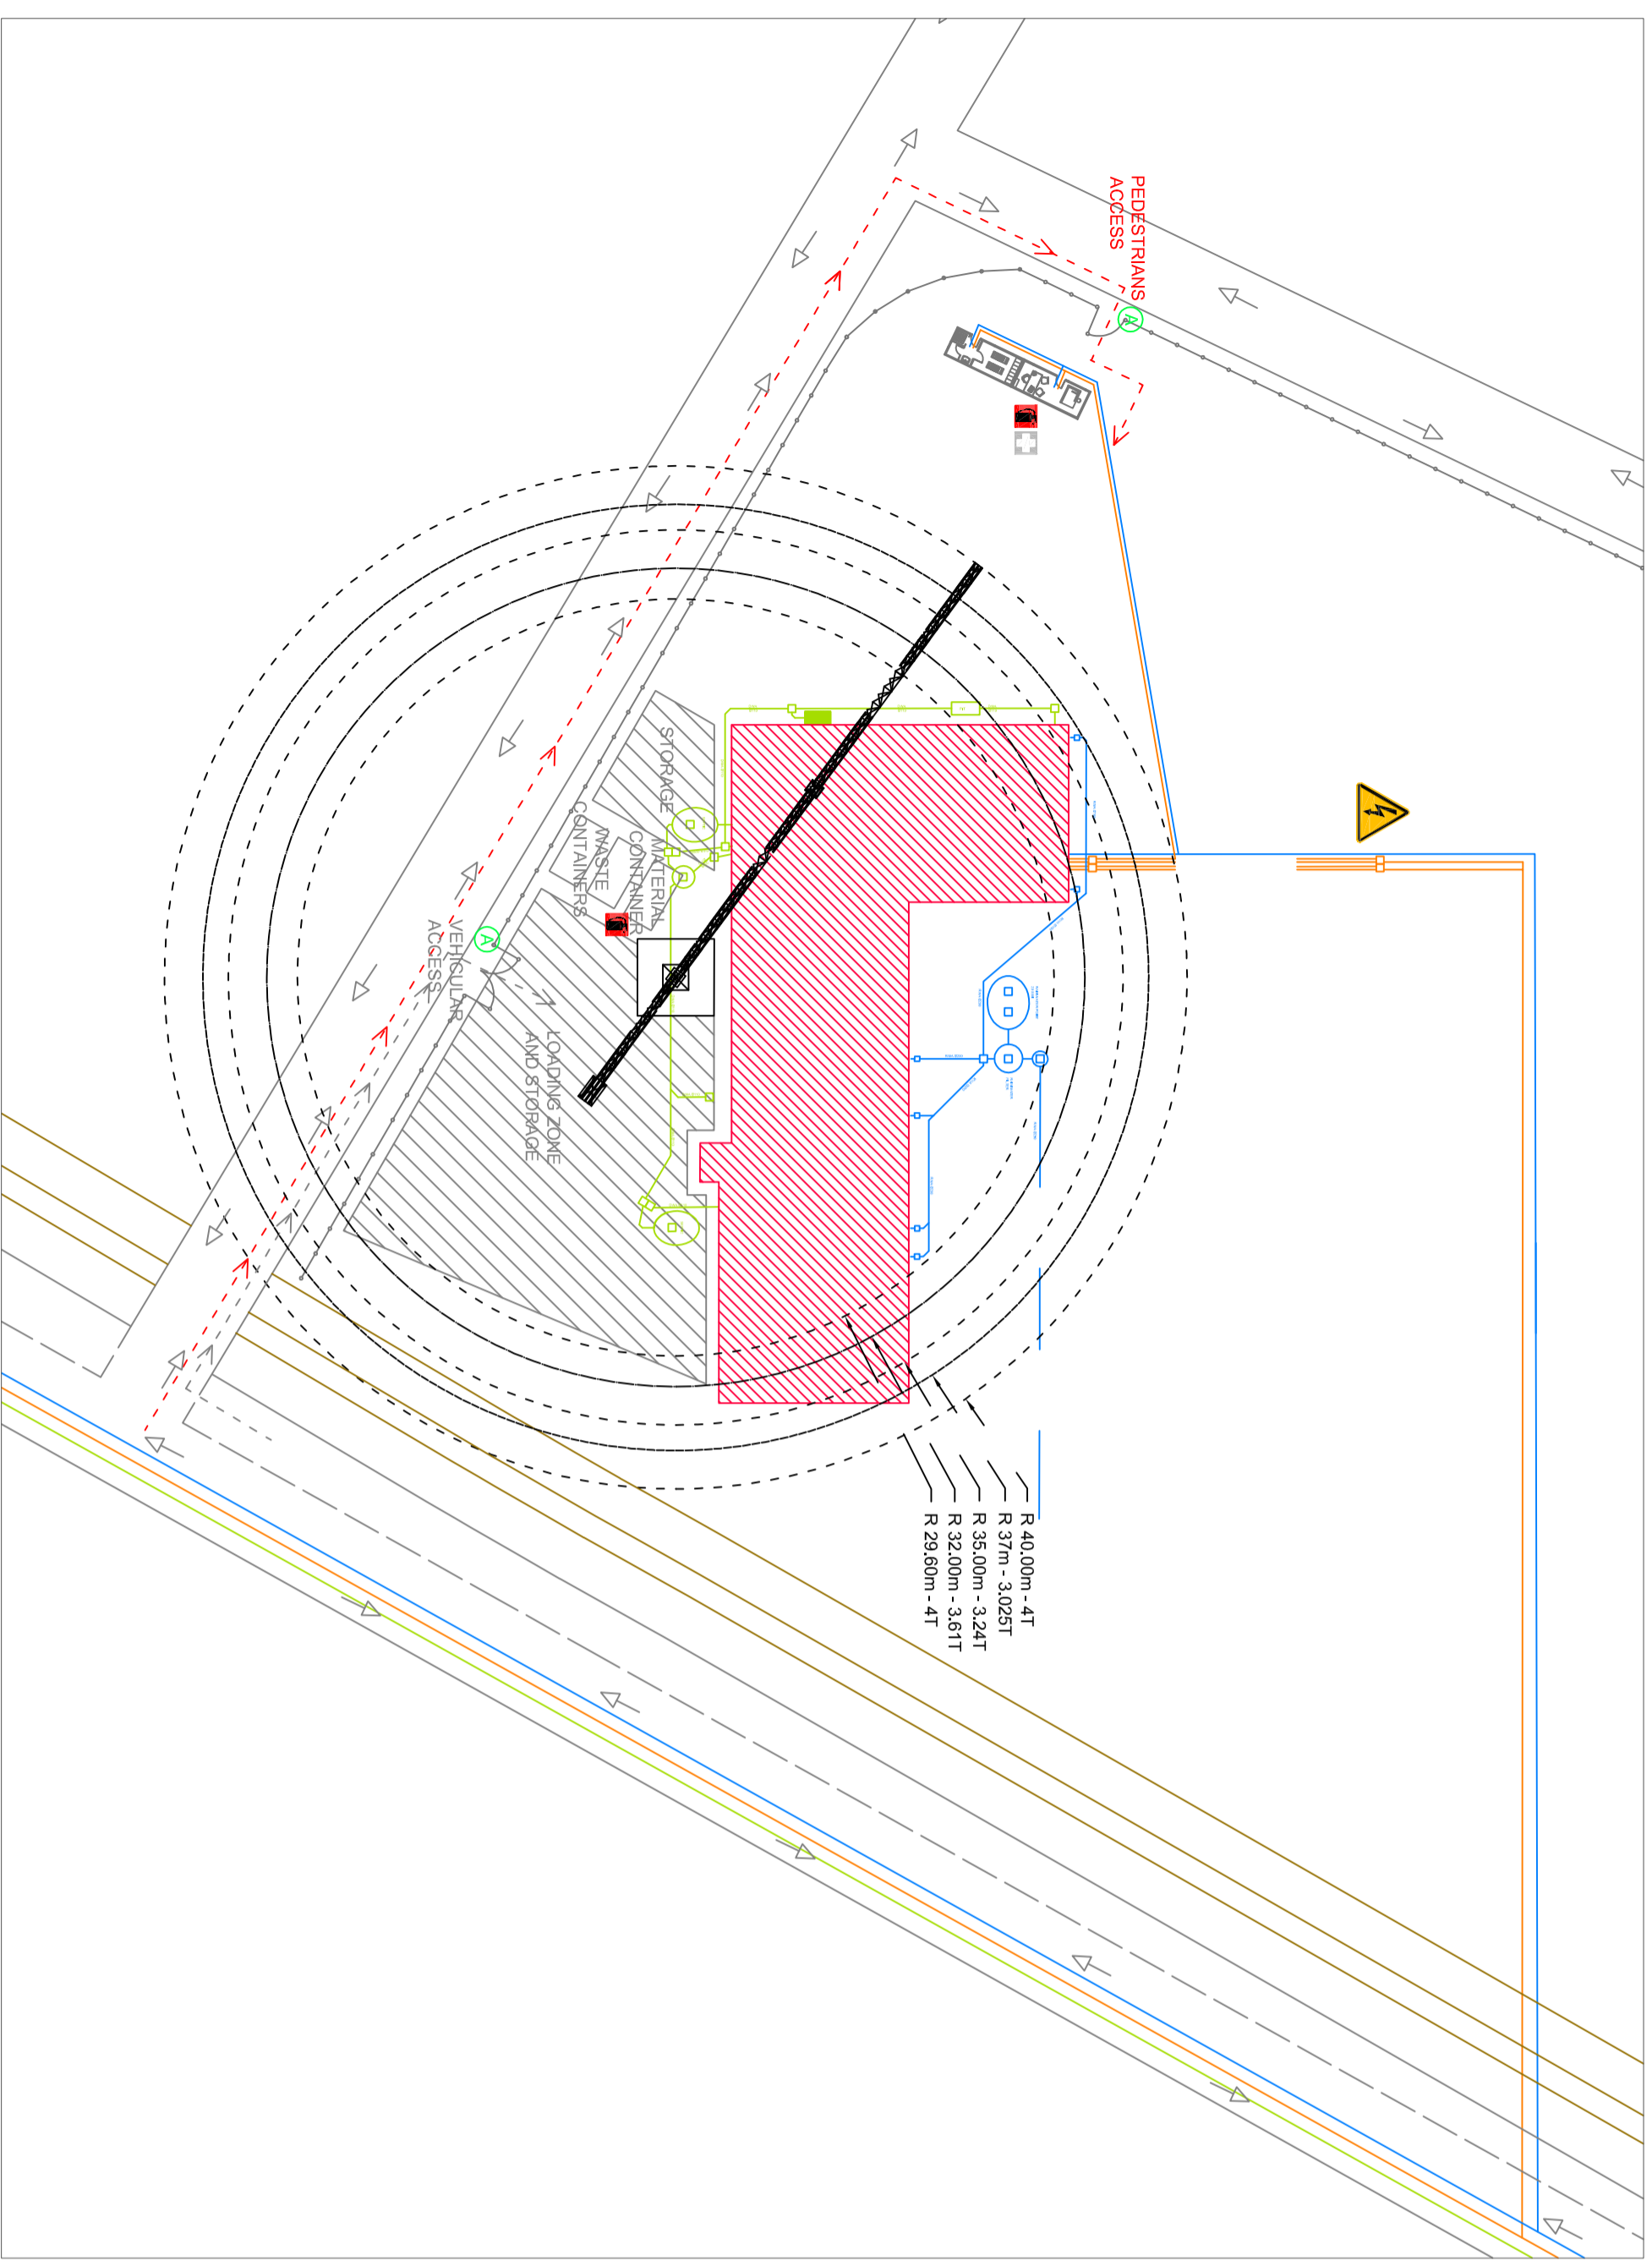 PEDESTRIANS
ACCESS
A
STORAGE
MATERIAL
CONTAINER
WASTE
CONTAINERS
A
VEHICULAR
ACCESS
LOADING ZONE
AND STORAGE
R 40.00m - 4T
R 37m - 3.025T
R 35.00m - 3.24T
R 32.00m - 3.61T
R 29.60m - 4T